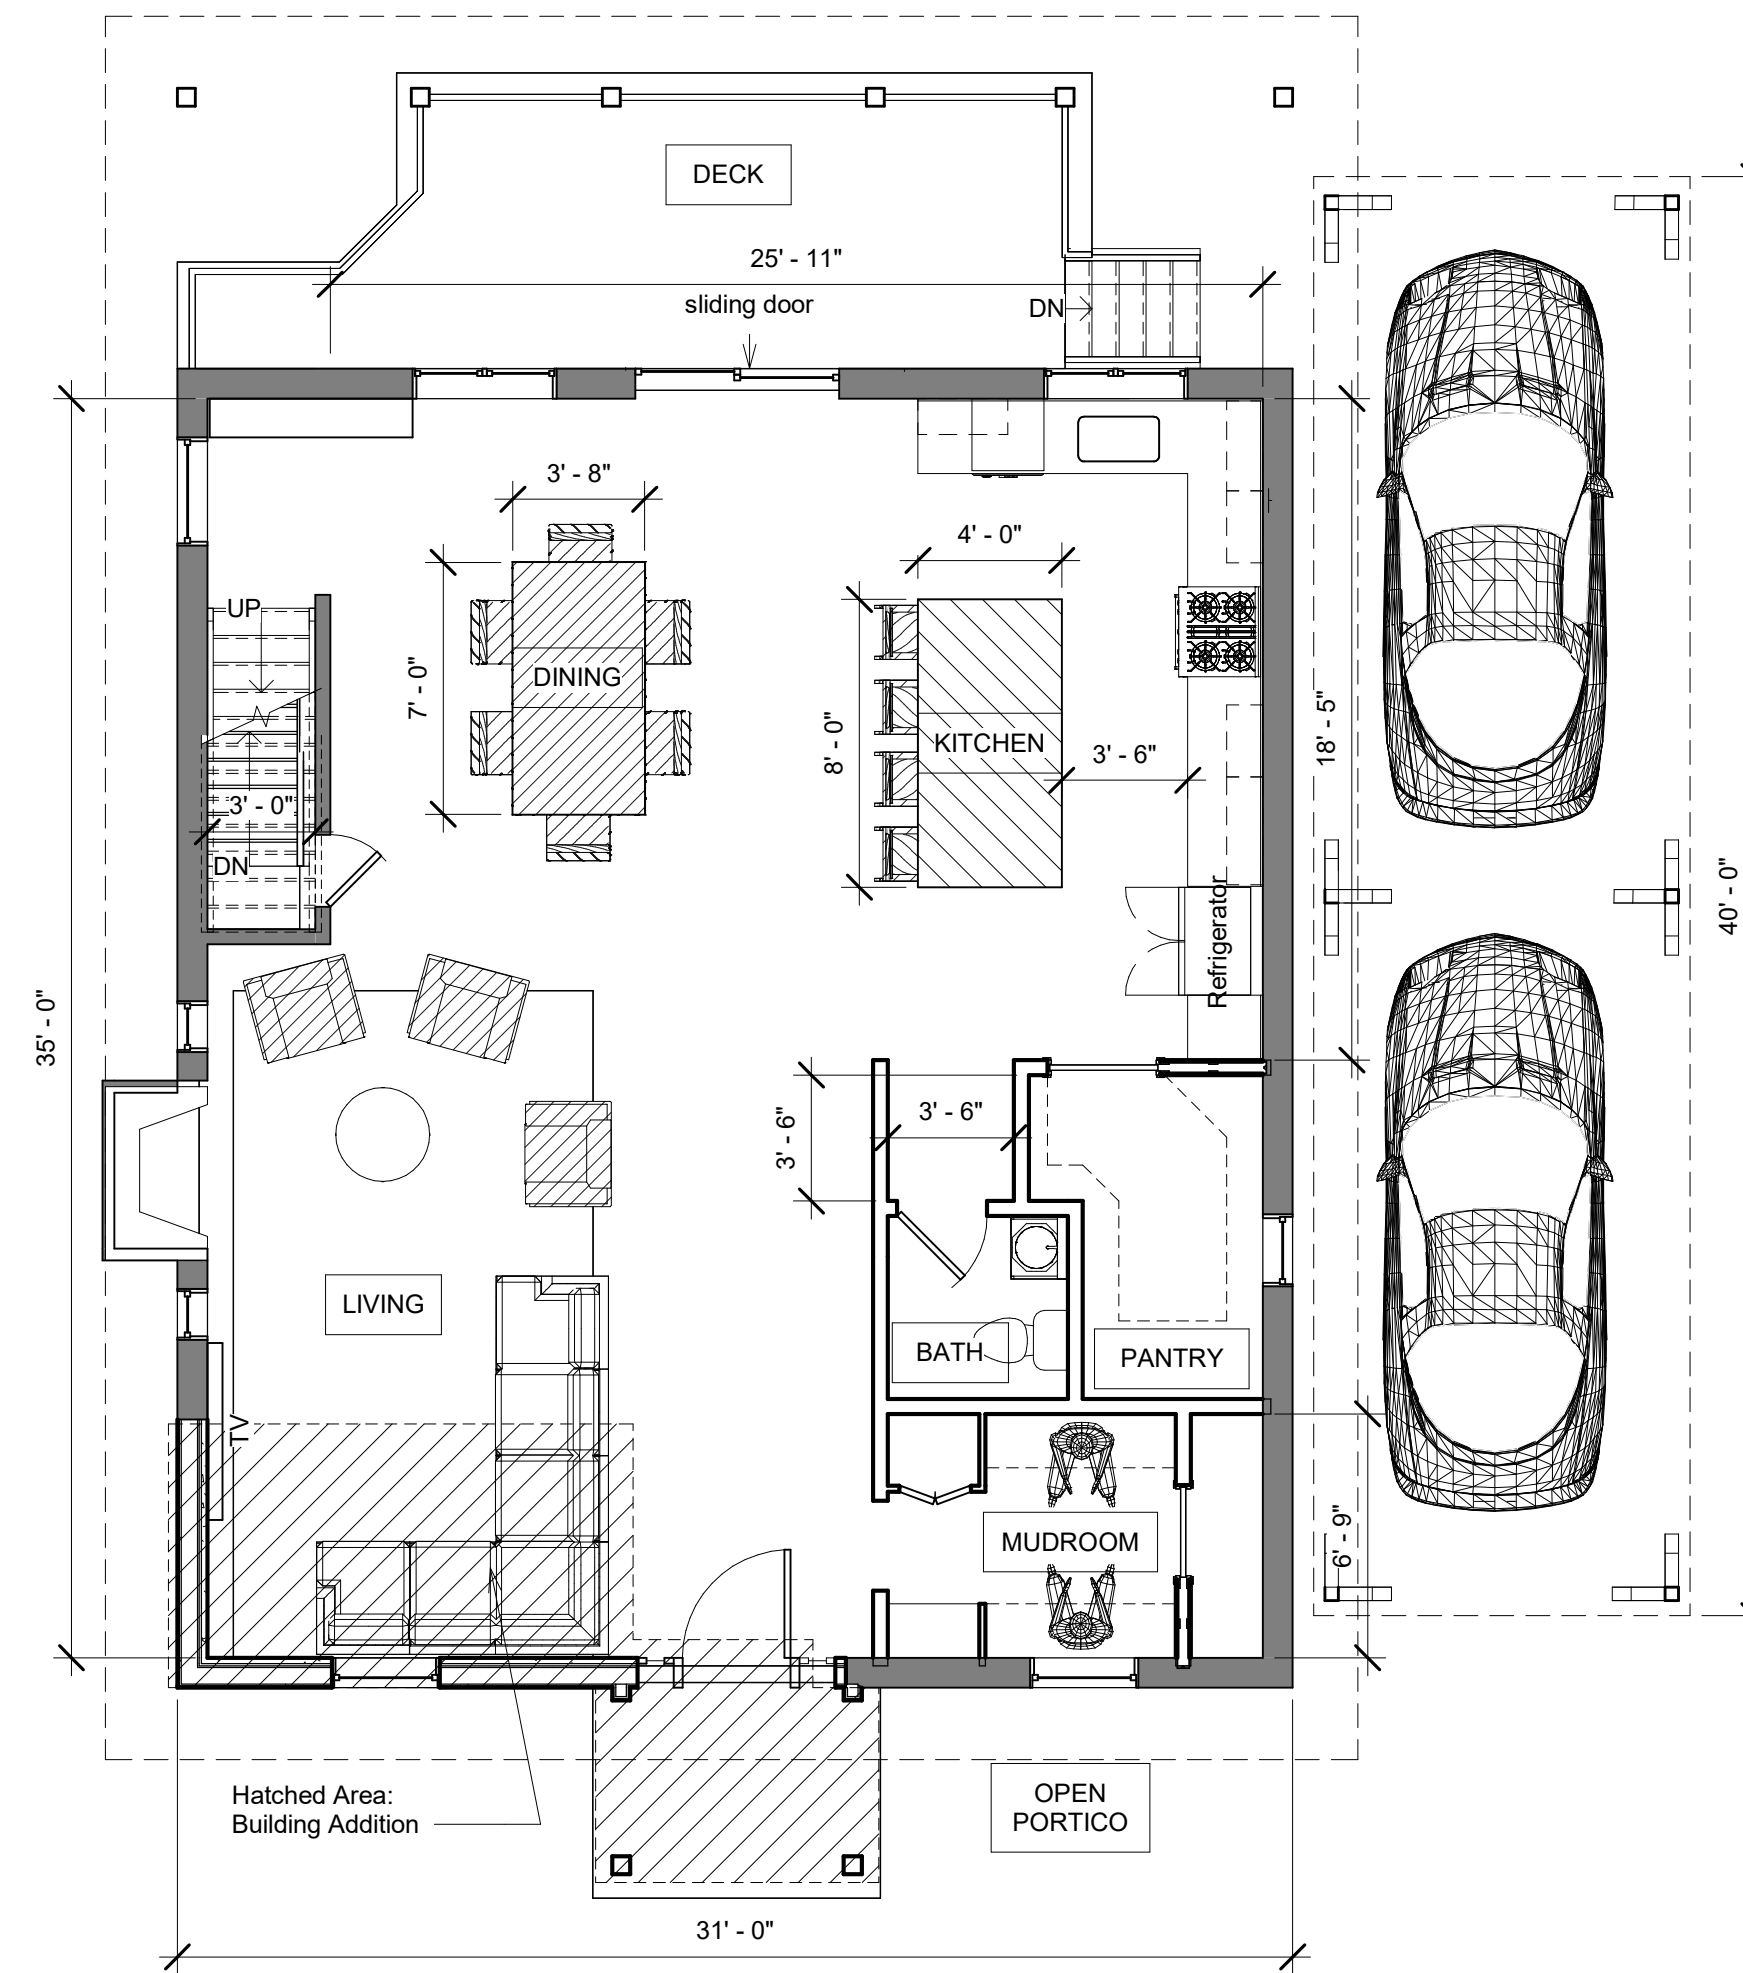 DECK
25' - 11"
sliding door
DN
3' - 8"
4' - 0"
UP
DINING
7' - 0"
KITCHEN
8' - 0"
3' - 6"
18' - 5"
3' - 0"
DN
Refrigerator
40' - 0"
35' - 0"
3' - 6"
3' - 6"
LIVING
BATH
PANTRY
TV
MUDROOM
6' - 9"
Hatched Area:
Building Addition
OPEN
PORTICO
31' - 0"